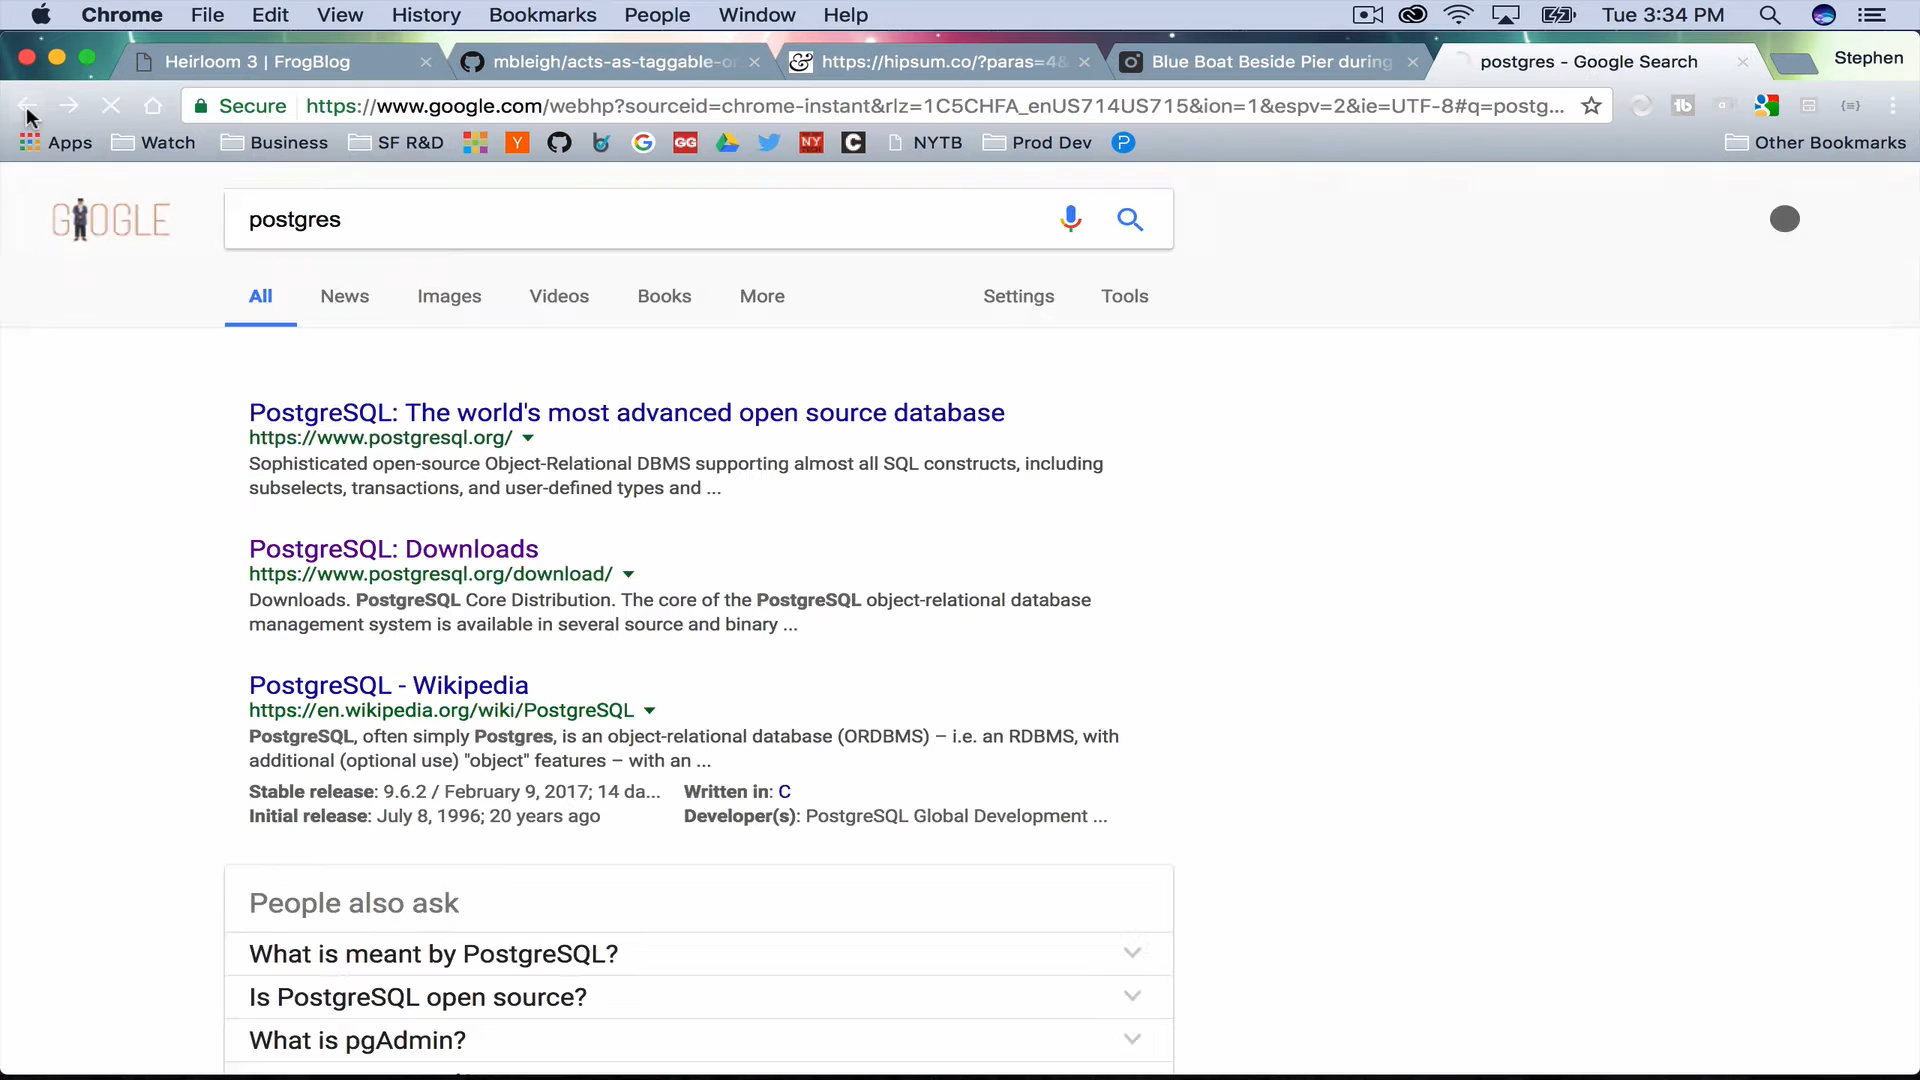 Chrome File Edit View History Bookmarks People Window Help Tue 3:34 PM
Heirloom 3 | FrogBlog mbleigh/acts-as-taggable-or https://hipsum.co/?paras=4& Blue Boat Beside Pier during postgres - Google Search Stephen
Secure https://www.google.com/webhp?sourceid=chrome-instant&rlz=1C5CHFA_enUS714US715&ion=1&espv=2&ie=UTF-8#q=postg...
Apps Watch Business SF R&D Y G GG NY C NYTB Prod Dev P Other Bookmarks
GOOGLE postgres
All News Images Videos Books More Settings Tools
PostgreSQL: The world's most advanced open source database
https://www.postgresql.org/
Sophisticated open-source Object-Relational DBMS supporting almost all SQL constructs, including
subselects, transactions, and user-defined types and ...
PostgreSQL: Downloads
https://www.postgresql.org/download/
Downloads. PostgreSQL Core Distribution. The core of the PostgreSQL object-relational database
management system is available in several source and binary ...
PostgreSQL - Wikipedia
https://en.wikipedia.org/wiki/PostgreSQL
PostgreSQL, often simply Postgres, is an object-relational database (ORDBMS) – i.e. an RDBMS, with
additional (optional use) "object" features – with an ...
Stable release: 9.6.2 / February 9, 2017; 14 da... Written in: C
Initial release: July 8, 1996; 20 years ago Developer(s): PostgreSQL Global Development ...
People also ask
What is meant by PostgreSQL?
Is PostgreSQL open source?
What is pgAdmin?